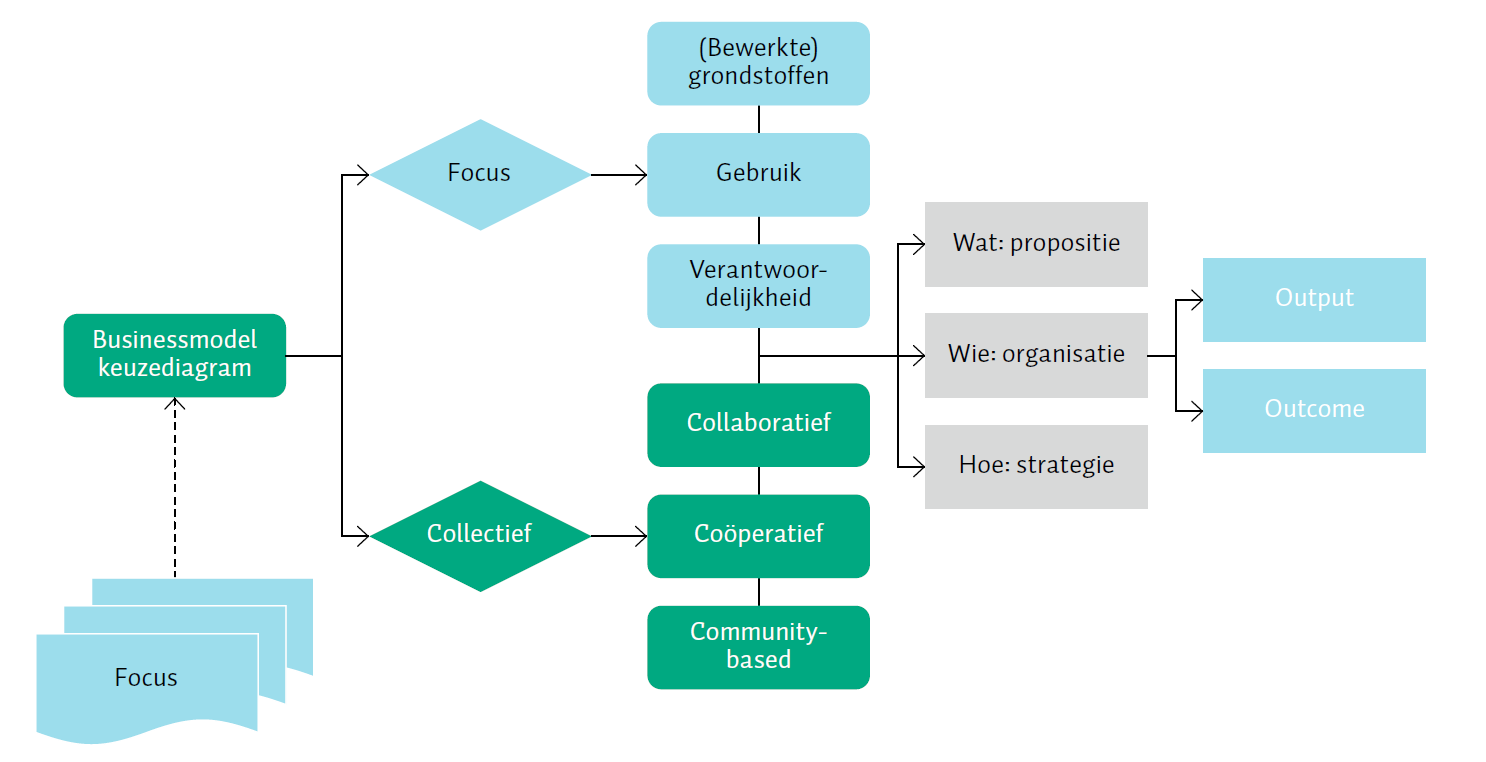 (Bewerkte)
grondstoffen
Focus
Gebruik
Verantwoor-
delijkheid
Wat: propositie
Output
Businessmodel
keuzediagram
Wie: organisatie
Outcome
Collaboratief
Hoe: strategie
Collectief
Coöperatief
Community-
based
Focus